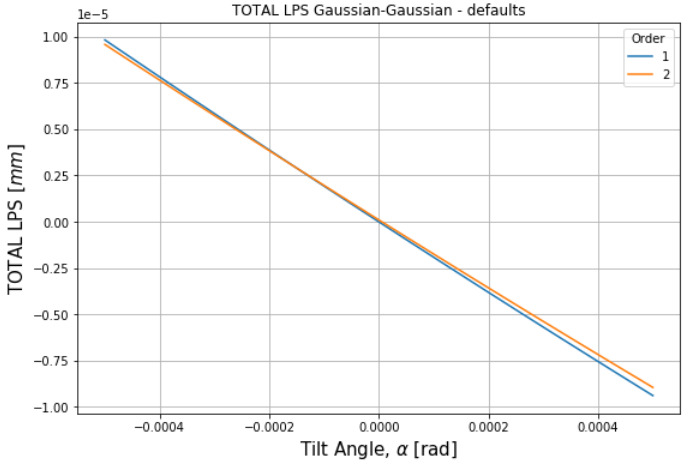 TOTAL LPS Gaussian-Gaussian - defaults
1e−5
Order
1
2
1.00
0.75
0.50
0.25
0.00
−0.25
−0.50
−0.75
−1.00
TOTAL LPS [mm]
−0.0004 −0.0002 0.0000 0.0002 0.0004
Tilt Angle, α [rad]